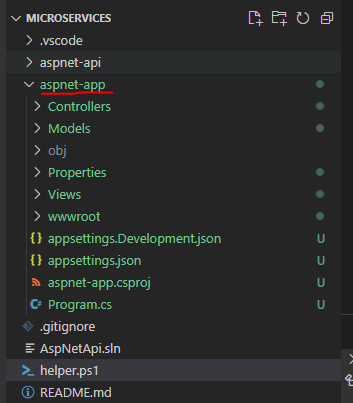 MICROSERVICES
.vscode
aspnet-api
aspnet-app
Controllers
Models
obj
Properties
Views
wwwroot
{} appsettings.Development.json U
{} appsettings.json U
aspnet-app.csproj U
C# Program.cs U
.gitignore
AspNetApi.sln
helper.ps1
README.md